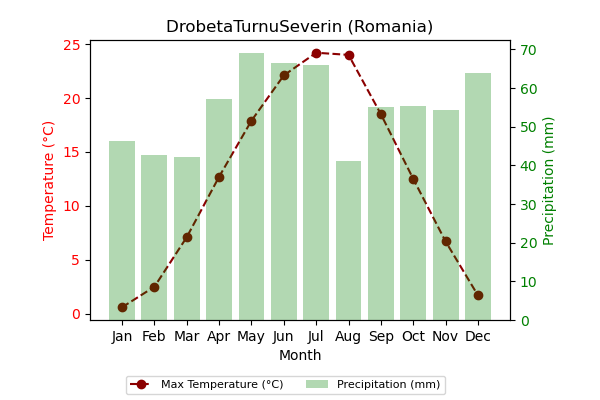 DrobetaTurnuSeverin (Romania)
25
20
15
10
5
0
Temperature (°C)
70
60
50
40
30
20
10
0
Precipitation (mm)
Jan Feb Mar Apr May Jun Jul Aug Sep Oct Nov Dec
Month
Max Temperature (°C) Precipitation (mm)